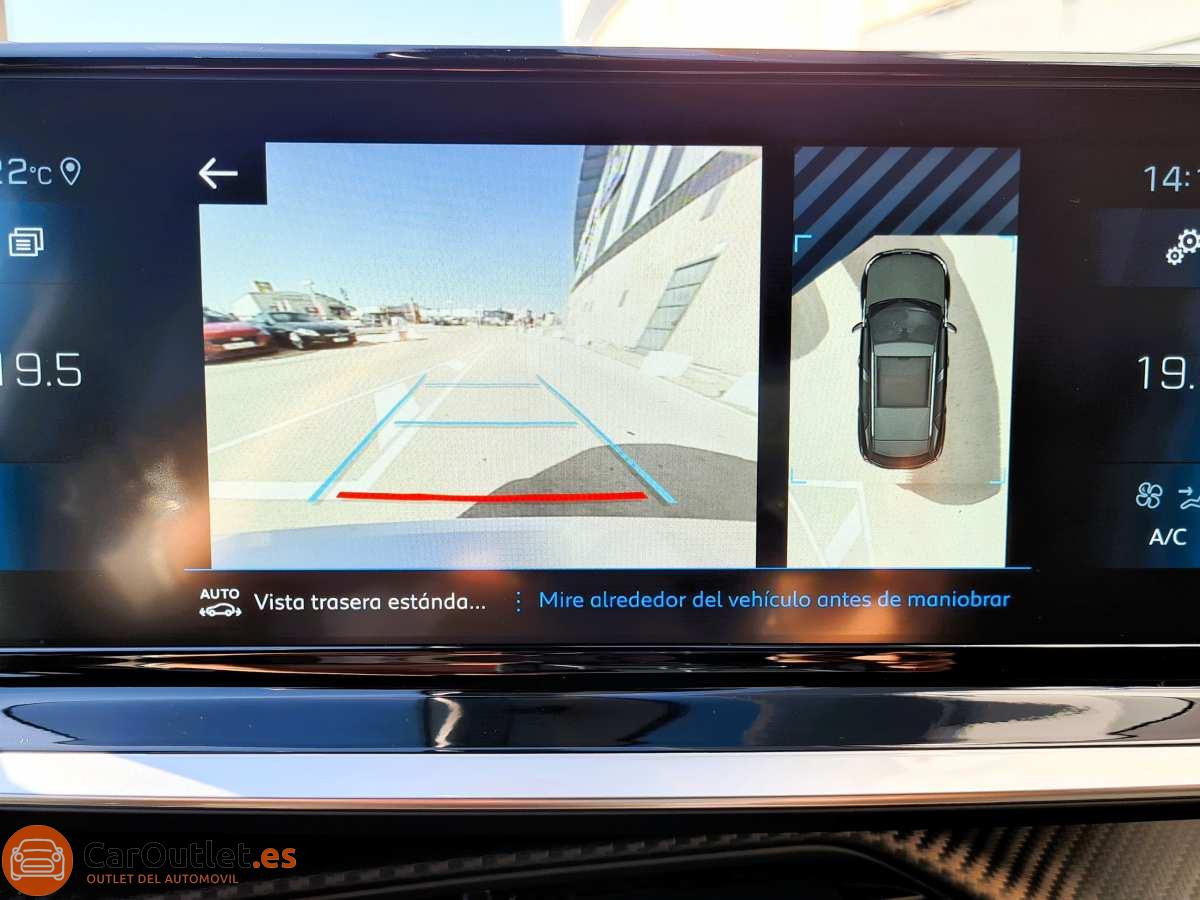 22°C
14:1
19.5
19.
A/C
AUTO
Vista trasera estánda...
Mire alrededor del vehículo antes de maniobrar
CarOutlet.es
OUTLET DEL AUTOMOVIL